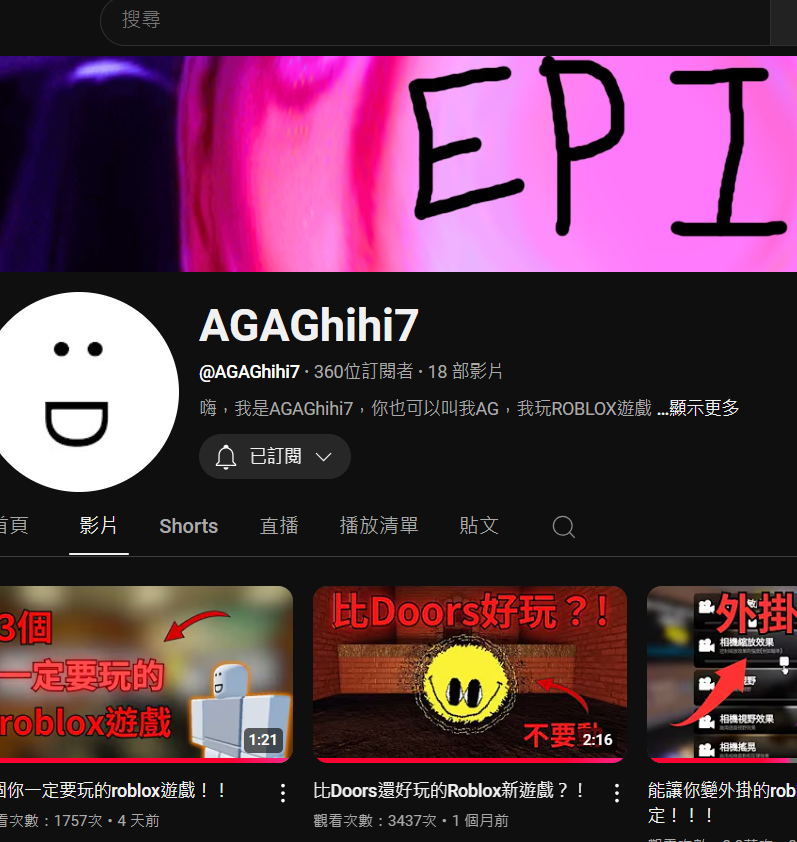 搜尋
EPI
AGAGhihi7
@AGAGhihi7・360位訂閱者・18 部影片
嗨，我是AGAGhihi7，你也可以叫我AG，我玩ROBLOX遊戲 ...顯示更多
已訂閱
首頁 影片 Shorts 直播 播放清單 貼文
3個
一定要玩的
roblox遊戲
1:21
比Doors好玩？！
不要動
2:16
外掛
相機縮放效果
視野
相機視野效果
相機搖晃
個你一定要玩的roblox遊戲！！
看次數：1757次・4 天前
比Doors還好玩的Roblox新遊戲？！
觀看次數：3437次・1 個月前
能讓你變外掛的rob
定！！！